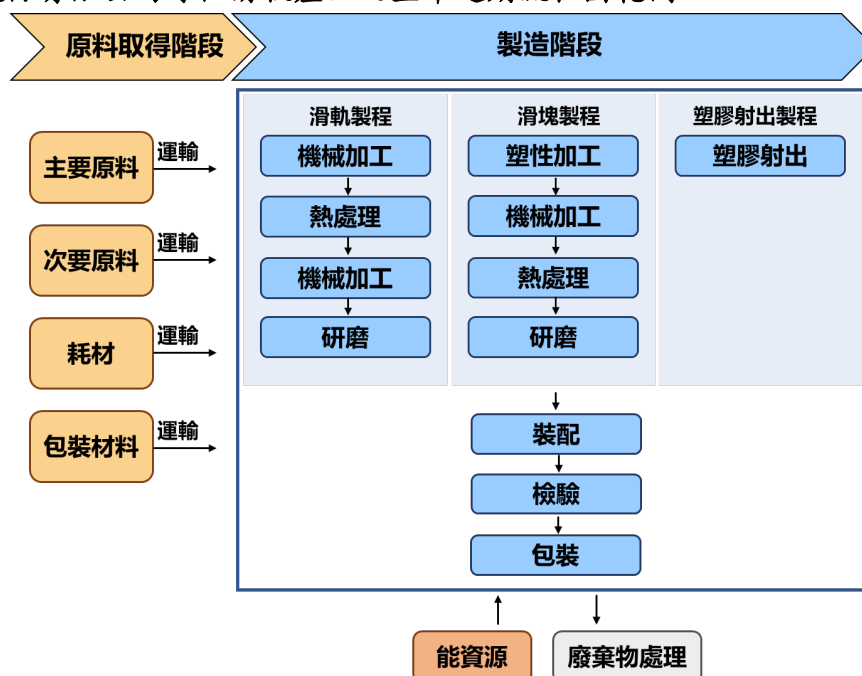 原料取得階段
製造階段
滑軌製程
滑塊製程
塑膠射出製程
主要原料
運輸
機械加工
塑性加工
塑膠射出
熱處理
機械加工
次要原料
運輸
機械加工
熱處理
耗材
運輸
研磨
研磨
包裝材料
運輸
裝配
檢驗
包裝
能資源
廢棄物處理